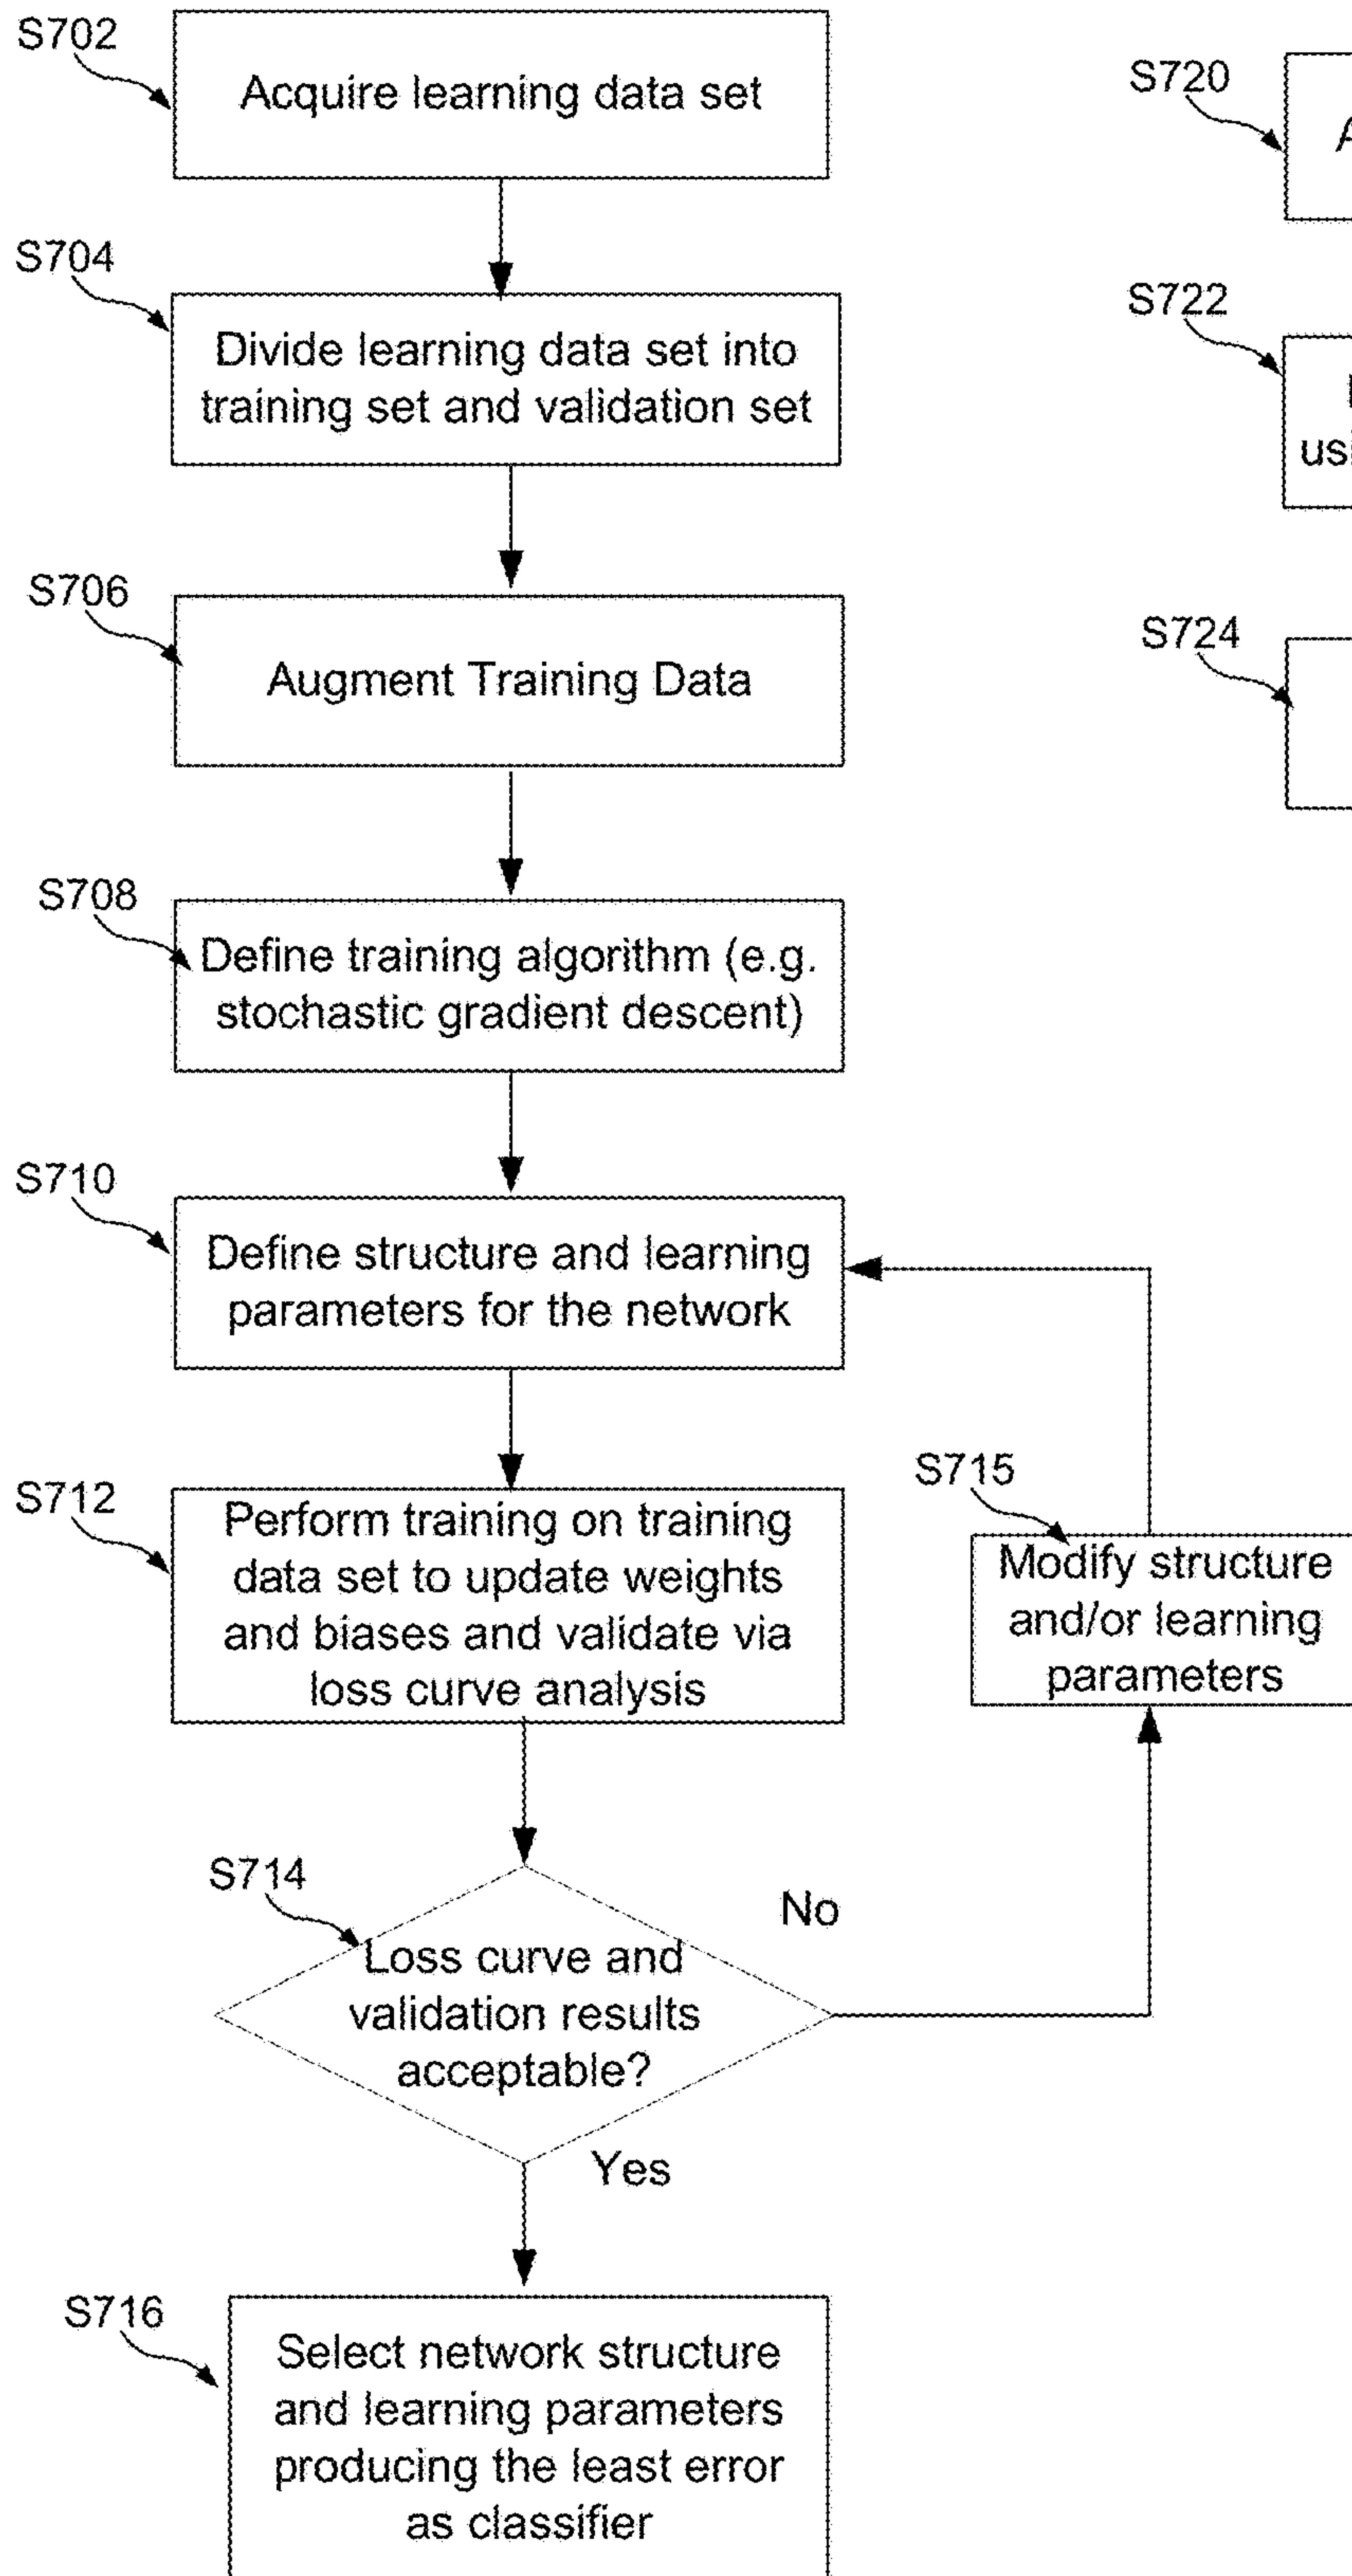 S702
Acquire learning data set
S704
Divide learning data set into
training set and validation set
S706
Augment Training Data
S708
Define training algorithm (e.g.
stochastic gradient descent)
S710
Define structure and learning
parameters for the network
S712
Perform training on training
data set to update weights
and biases and validate via
loss curve analysis
S714
Loss curve and
validation results
acceptable?
No
Yes
S715
Modify structure
and/or learning
parameters
S716
Select network structure
and learning parameters
producing the least error
as classifier
S720
S722
S724